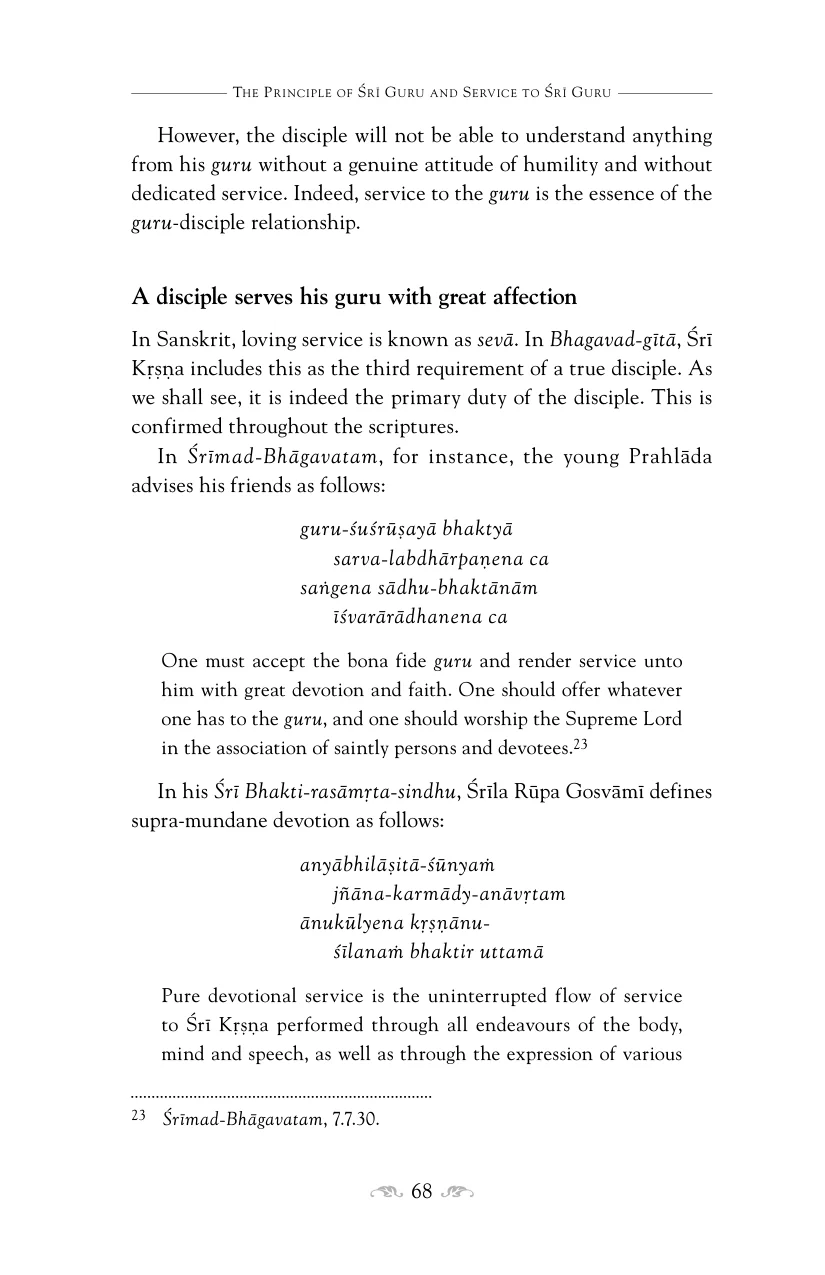 The Principle of Śrī Guru and Service to Śrī Guru
However, the disciple will not be able to understand anything
from his guru without a genuine attitude of humility and without
dedicated service. Indeed, service to the guru is the essence of the
guru-disciple relationship.
A disciple serves his guru with great affection
In Sanskrit, loving service is known as sevā. In Bhagavad-gītā, Śrī
Kṛṣṇa includes this as the third requirement of a true disciple. As
we shall see, it is indeed the primary duty of the disciple. This is
confirmed throughout the scriptures.
In Śrīmad-Bhāgavatam, for instance, the young Prahlāda
advises his friends as follows:
guru-śuśrūṣayā bhaktyā
sarva-labdhārpaṇena ca
saṅgena sādhu-bhaktānām
īśvarārādhanena ca
One must accept the bona fide guru and render service unto
him with great devotion and faith. One should offer whatever
one has to the guru, and one should worship the Supreme Lord
in the association of saintly persons and devotees.23
In his Śrī Bhakti-rasāmṛta-sindhu, Śrīla Rūpa Gosvāmī defines
supra-mundane devotion as follows:
anyābhilāṣitā-śūnyaṁ
jñāna-karmādy-anāvṛtam
ānukūlyena kṛṣṇānu-
śīlanaṁ bhaktir uttamā
Pure devotional service is the uninterrupted flow of service
to Śrī Kṛṣṇa performed through all endeavours of the body,
mind and speech, as well as through the expression of various
23 Śrīmad-Bhāgavatam, 7.7.30.
68